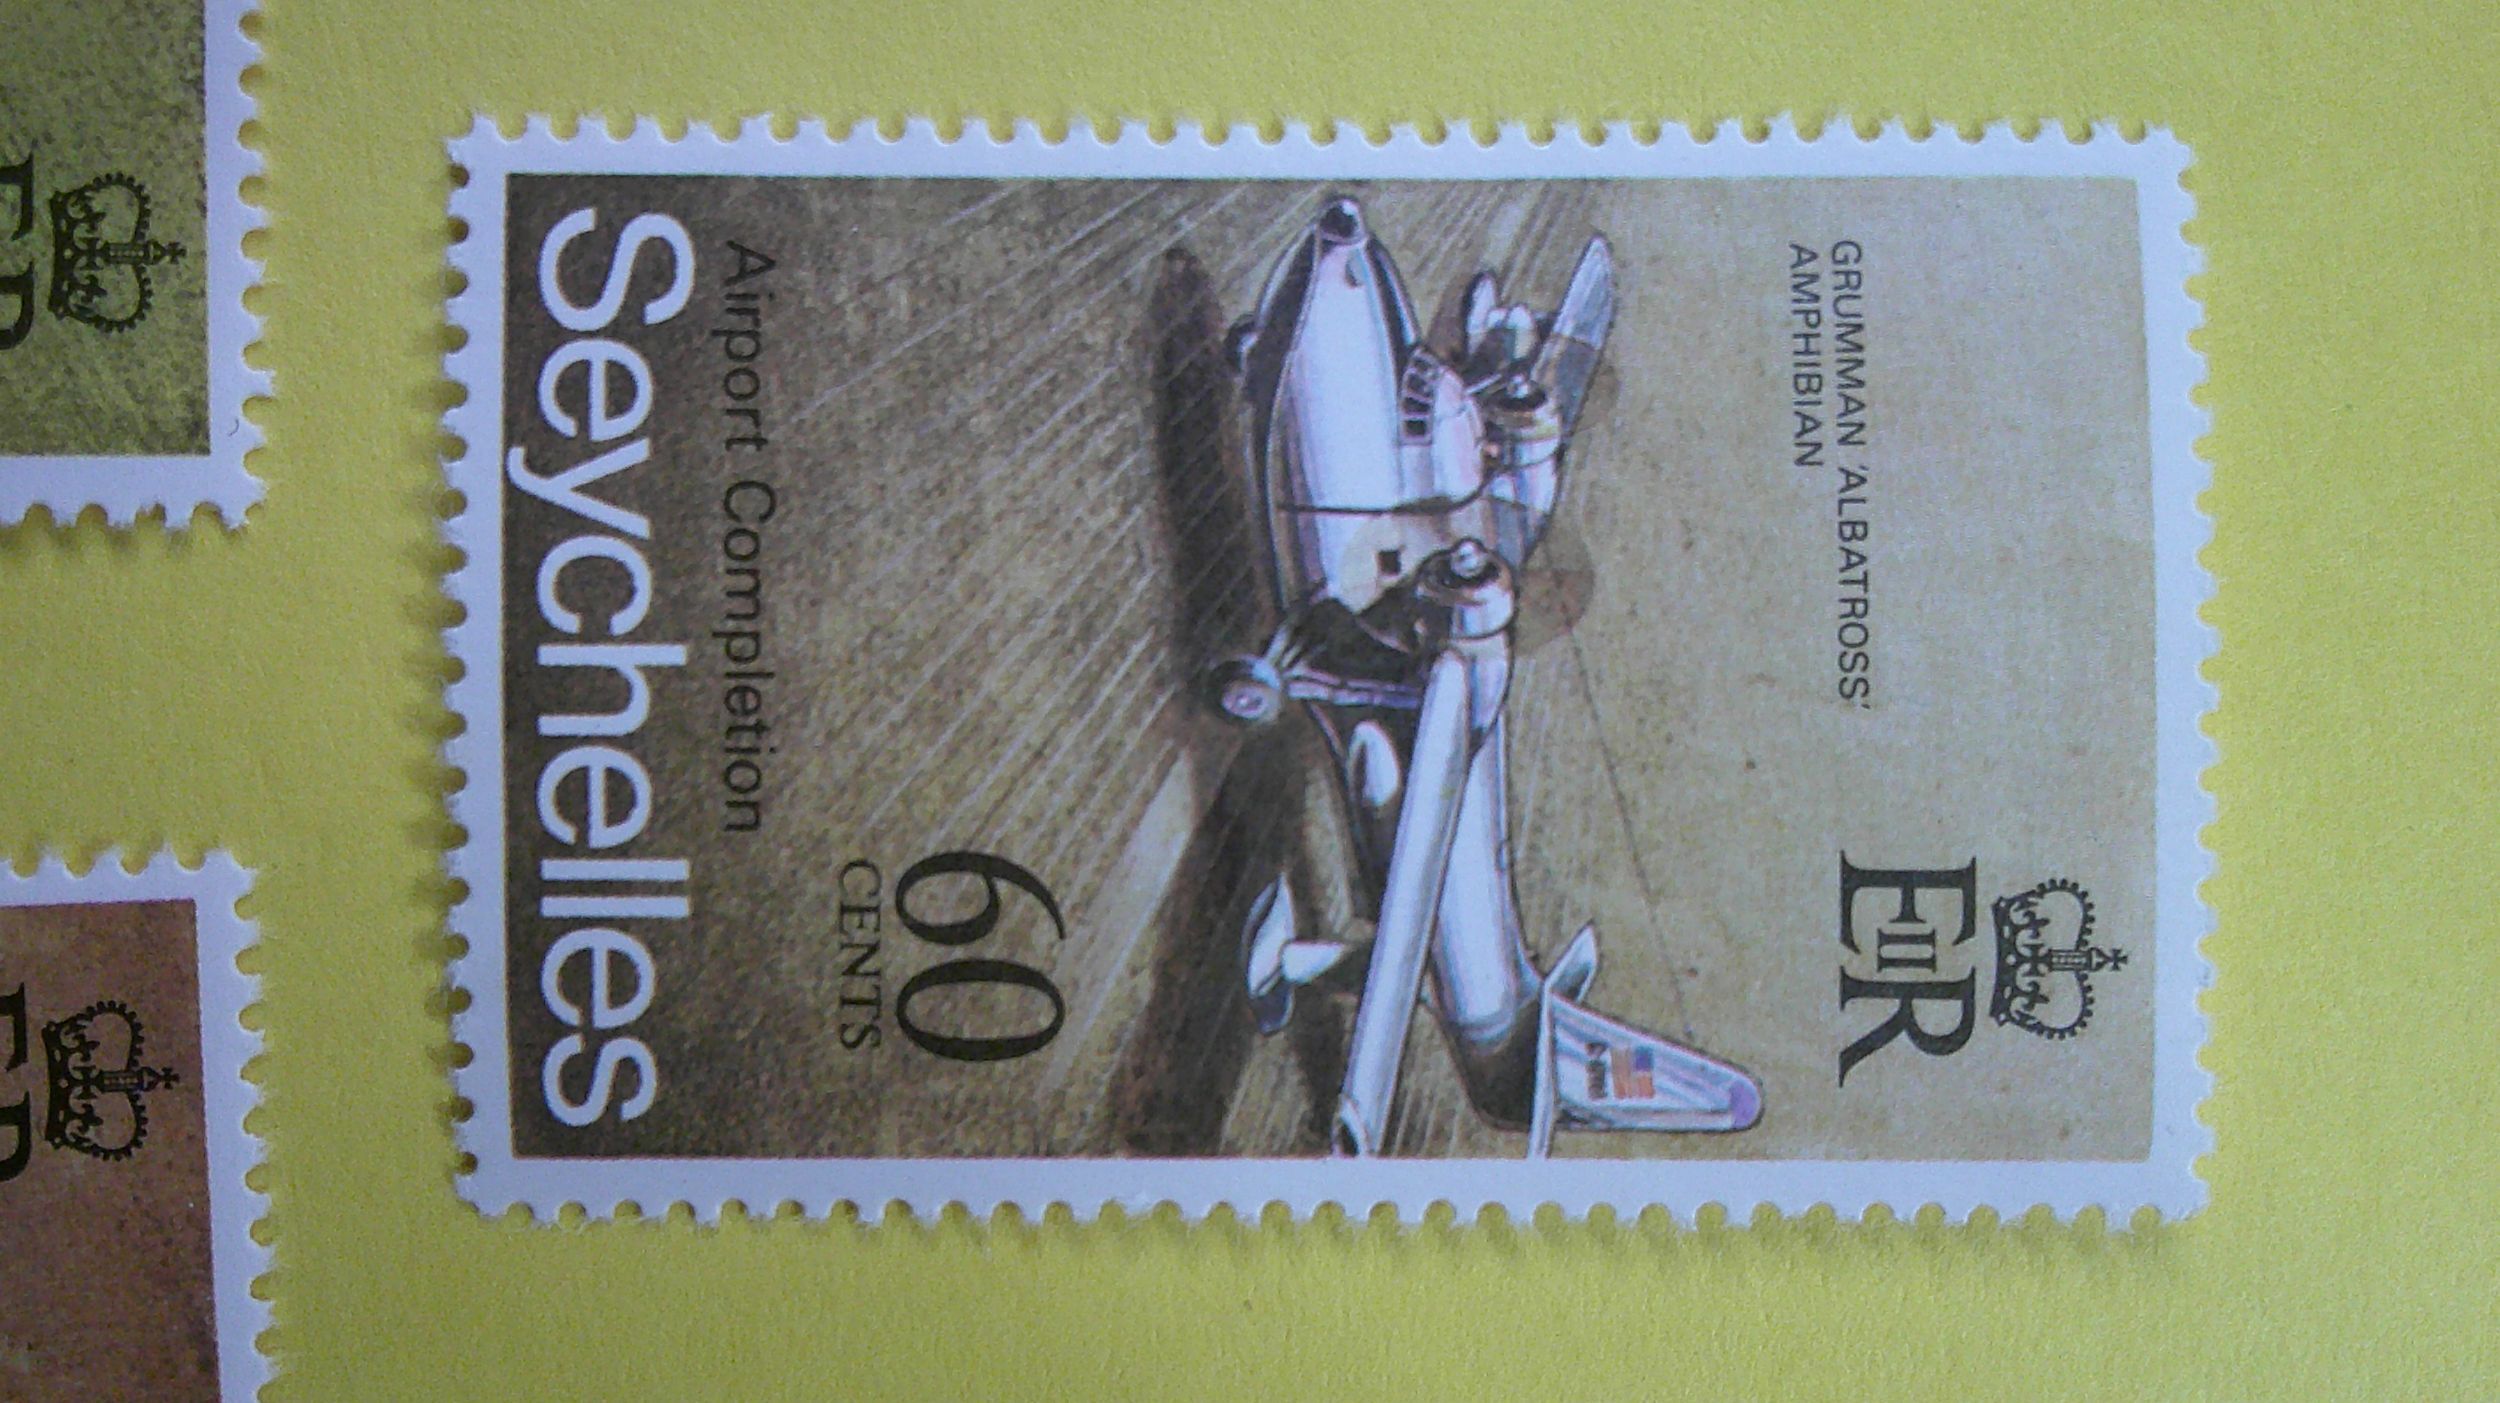 GRUMMAN 'ALBATROSS'
AMPHIBIAN
EIIR
60
CENTS
Airport Completion
Seychelles